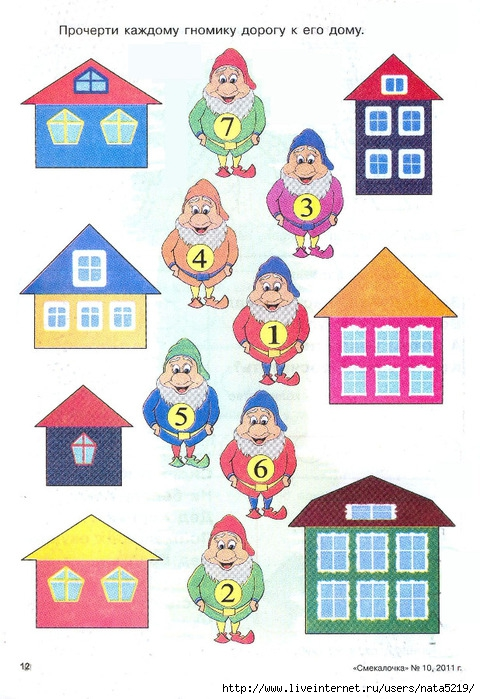 Прочерти каждому гномику дорогу к его дому.
7
3
4
1
5
6
2
12
«Смекалочка» № 10, 2011 г.
http://www.liveinternet.ru/users/nata5219/